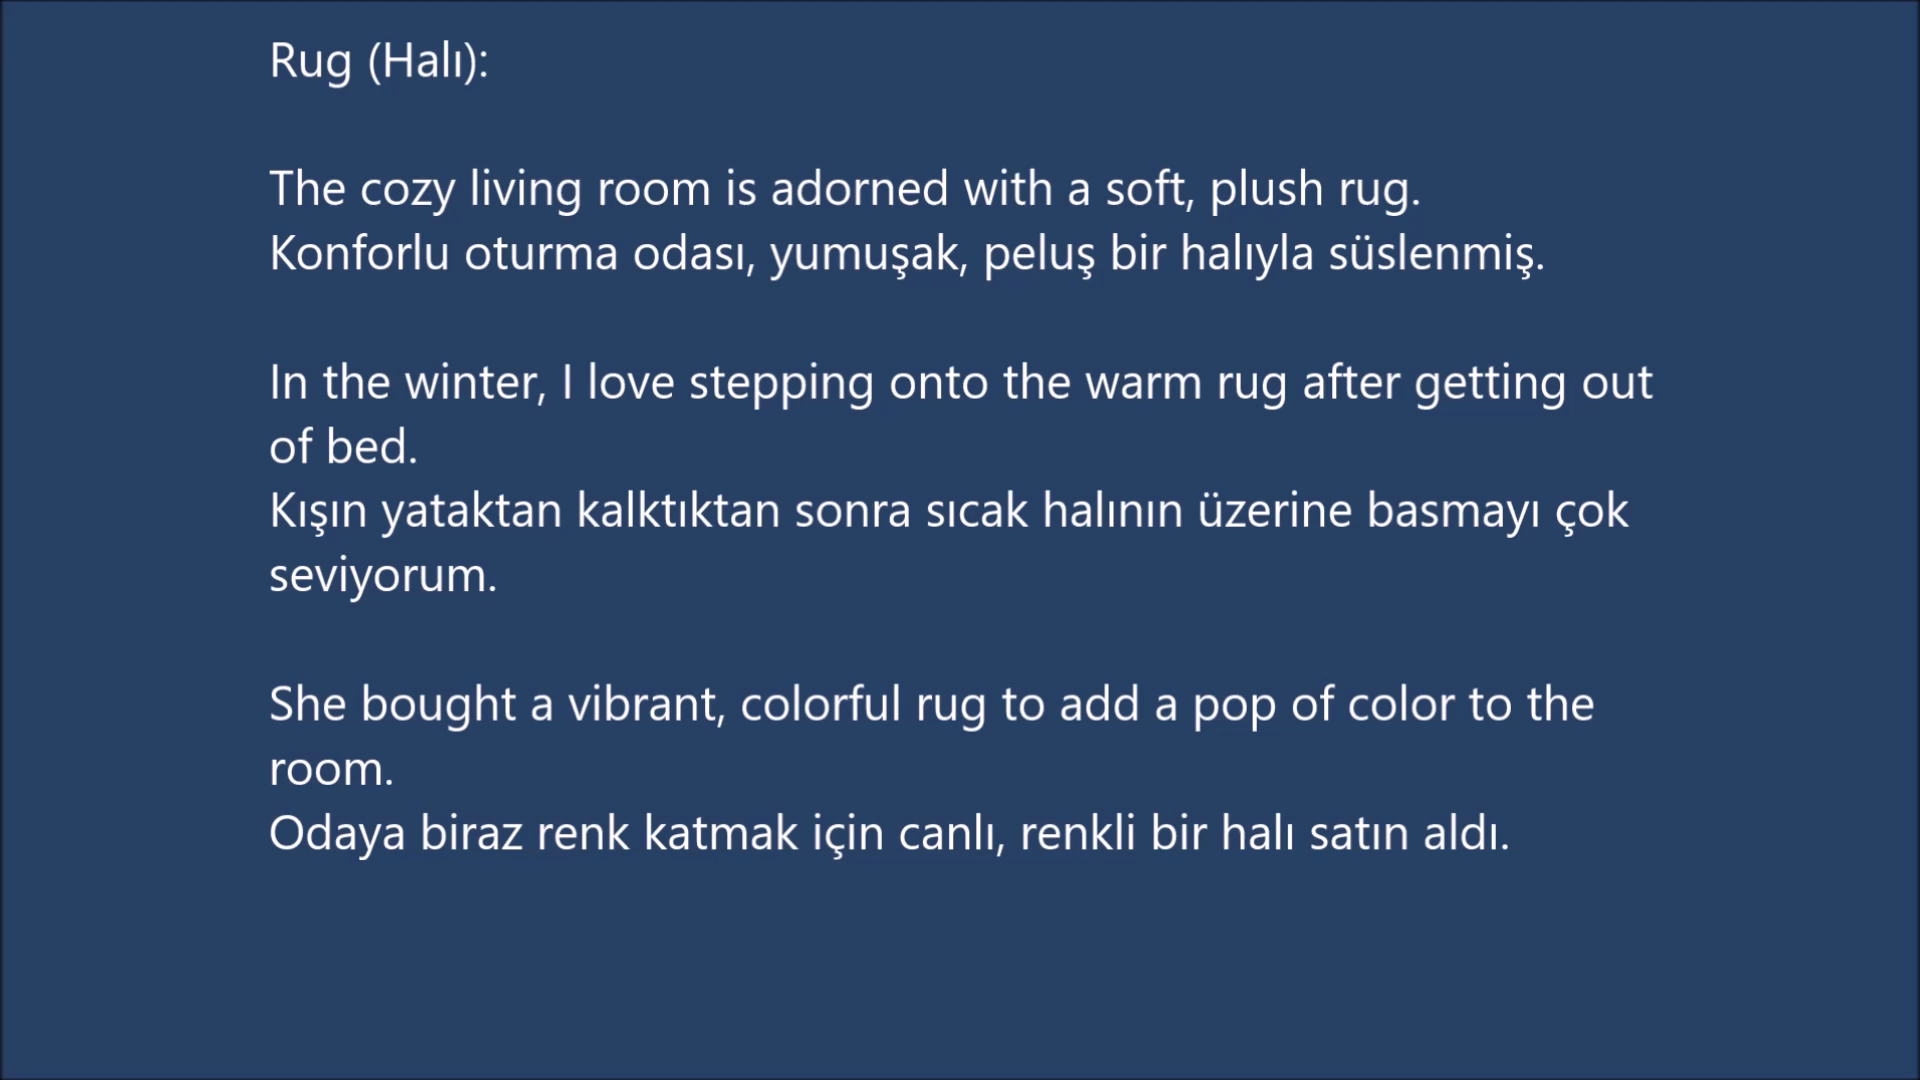 Rug (Halı):
The cozy living room is adorned with a soft, plush rug.
Konforlu oturma odası, yumuşak, peluş bir halıyla süslenmiş.
In the winter, I love stepping onto the warm rug after getting out
of bed.
Kışın yataktan kalktıktan sonra sıcak halının üzerine basmayı çok
seviyorum.
She bought a vibrant, colorful rug to add a pop of color to the
room.
Odaya biraz renk katmak için canlı, renkli bir halı satın aldı.